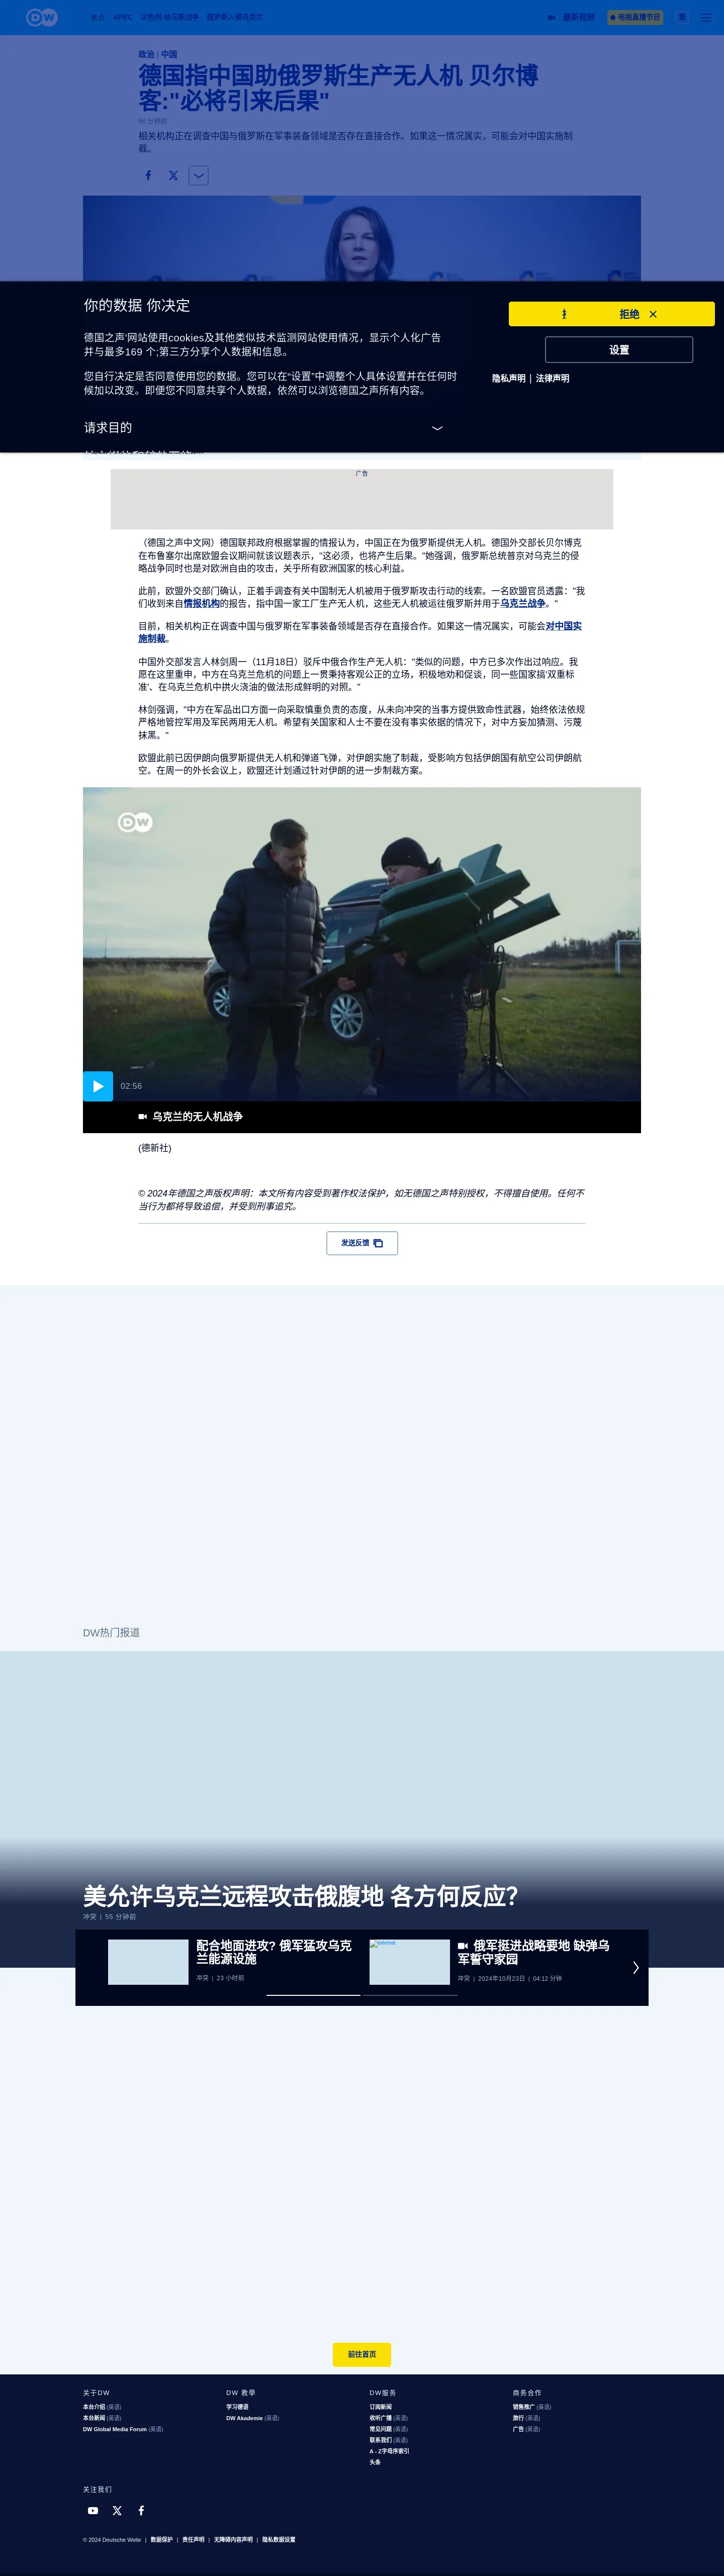 DW
焦点 APEC 以色列-哈马斯战争 俄罗斯入侵乌克兰
最新视频
电视直播节目
繁
政治 | 中国
德国指中国助俄罗斯生产无人机 贝尔博
客:"必将引来后果"
58 分钟前
相关机构正在调查中国与俄罗斯在军事装备领域是否存在直接合作。如果这一情况属实，可能会对中国实施制
裁。
你的数据 你决定
德国之声'网站使用cookies及其他类似技术监测网站使用情况，显示个人化广告
并与最多169 个;第三方分享个人数据和信息。
您自行决定是否同意使用您的数据。您可以在"设置"中调整个人具体设置并在任何时
候加以改变。即便您不同意共享个人数据，依然可以浏览德国之声所有内容。
请求目的
拒绝
设置
隐私声明 | 法律声明
广告
（德国之声中文网）德国联邦政府根据掌握的情报认为，中国正在为俄罗斯提供无人机。德国外交部长贝尔博克
在布鲁塞尔出席欧盟会议期间就该议题表示，"这必须，也将产生后果。"她强调，俄罗斯总统普京对乌克兰的侵
略战争同时也是对欧洲自由的攻击，关乎所有欧洲国家的核心利益。
此前，欧盟外交部门确认，正着手调查有关中国制无人机被用于俄罗斯攻击行动的线索。一名欧盟官员透露："我
们收到来自情报机构的报告，指中国一家工厂生产无人机，这些无人机被运往俄罗斯并用于乌克兰战争。"
目前，相关机构正在调查中国与俄罗斯在军事装备领域是否存在直接合作。如果这一情况属实，可能会对中国实
施制裁。
中国外交部发言人林剑周一（11月18日）驳斥中俄合作生产无人机："类似的问题，中方已多次作出过响应。我
愿在这里重申，中方在乌克兰危机的问题上一贯秉持客观公正的立场，积极地劝和促谈，同一些国家搞'双重标
准'、在乌克兰危机中拱火浇油的做法形成鲜明的对照。"
林剑强调，"中方在军品出口方面一向采取慎重负责的态度，从未向冲突的当事方提供致命性武器，始终依法依规
严格地管控军用及军民两用无人机。希望有关国家和人士不要在没有事实依据的情况下，对中方妄加猜测、污蔑
抹黑。"
欧盟此前已因伊朗向俄罗斯提供无人机和弹道飞弹，对伊朗实施了制裁，受影响方包括伊朗国有航空公司伊朗航
空。在周一的外长会议上，欧盟还计划通过针对伊朗的进一步制裁方案。
DW
02:56
乌克兰的无人机战争
(德新社)
© 2024年德国之声版权声明：本文所有内容受到著作权法保护，如无德国之声特别授权，不得擅自使用。任何不
当行为都将导致追偿，并受到刑事追究。
发送反馈
DW热门报道
美允许乌克兰远程攻击俄腹地 各方何反应？
冲突 | 55 分钟前
配合地面进攻? 俄军猛攻乌克
兰能源设施
冲突 | 23 小时前
external
俄军挺进战略要地 缺弹乌
军誓守家园
冲突 | 2024年10月23日 | 04:12 分钟
前往首页
关于DW
本台介绍 (英语)
本台新闻 (英语)
DW Global Media Forum (英语)
DW 教學
学习德语
DW Akademie (英语)
DW服务
订阅新闻
收听广播 (英语)
常见问题 (英语)
联系我们 (英语)
A - Z字母序索引
头条
商务合作
销售推广 (英语)
旅行 (英语)
广告 (英语)
关注我们
© 2024 Deutsche Welle | 数据保护 | 责任声明 | 无障碍内容声明 | 隐私数据设置